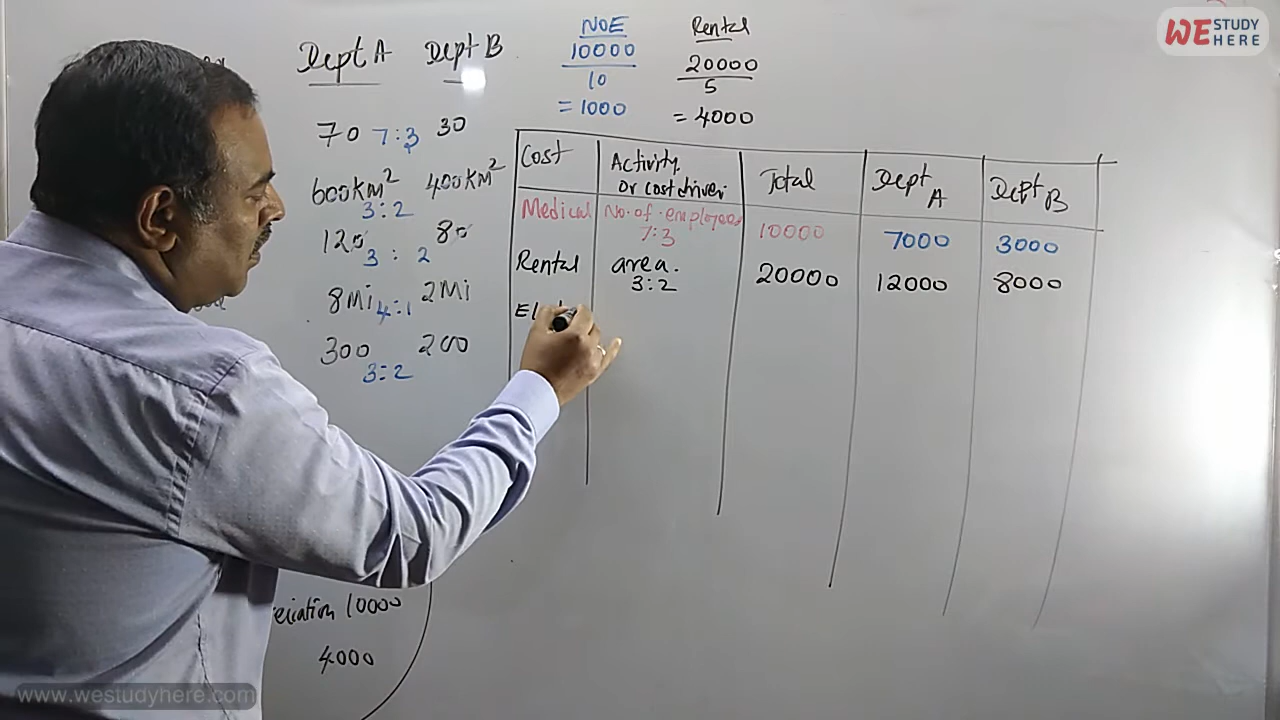 WE STUDY HERE
Dept A Dept B
70 7:3 30
600KM² 400KM²
3:2
120 80
3 : 2
8Mi 4:1 2Mi
300 200
3:2
NOE
10000
10
= 1000
Rental
20000
5
= 4000
Cost Activity Or cost driver Total Dept A Dept B
Medical No. of employees 7:3 10000 7000 3000
Rental area. 3:2 20000 12000 8000
El
10000
4000
www.westudyhere.com